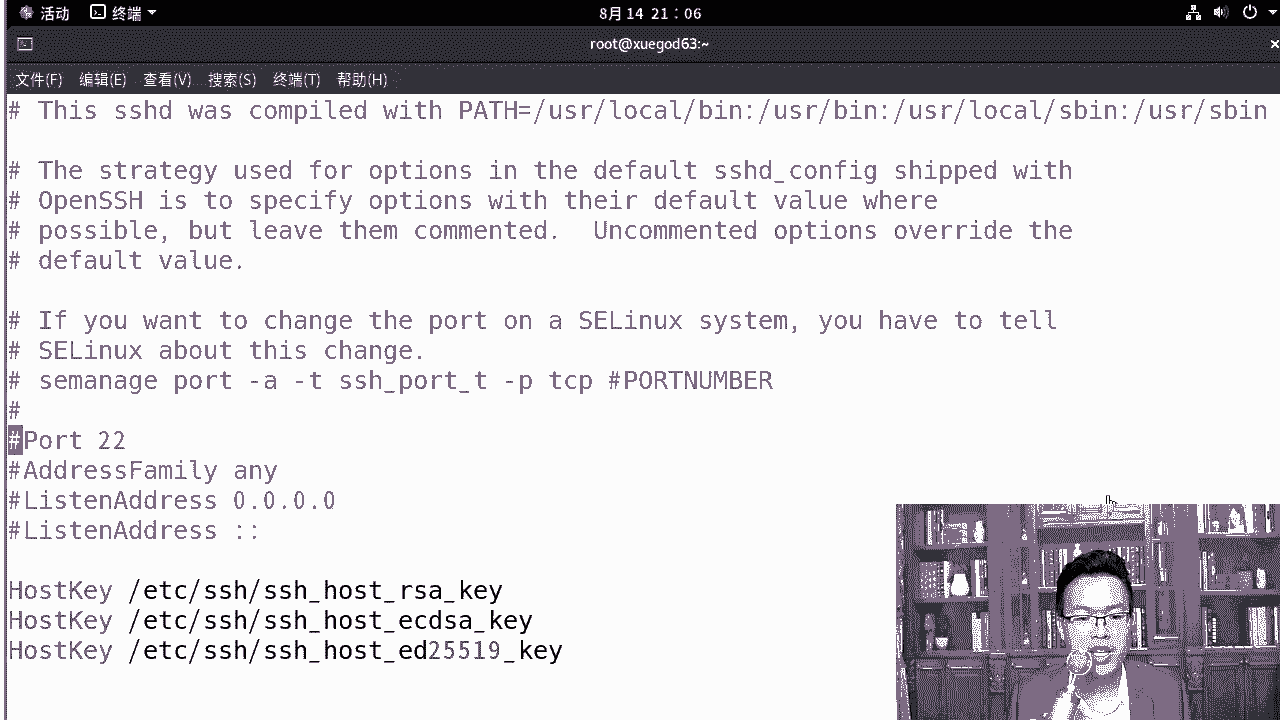 活动 终端 8月 14 21：06
root@xuegod63:~
文件(F) 编辑(E) 查看(V) 搜索(S) 终端(T) 帮助(H)
# This sshd was compiled with PATH=/usr/local/bin:/usr/bin:/usr/local/sbin:/usr/sbin
# The strategy used for options in the default sshd_config shipped with
# OpenSSH is to specify options with their default value where
# possible, but leave them commented.  Uncommented options override the
# default value.
# If you want to change the port on a SELinux system, you have to tell
# SELinux about this change.
# semanage port -a -t ssh_port_t -p tcp #PORTNUMBER
#
#Port 22
#AddressFamily any
#ListenAddress 0.0.0.0
#ListenAddress ::
HostKey /etc/ssh/ssh_host_rsa_key
HostKey /etc/ssh/ssh_host_ecdsa_key
HostKey /etc/ssh/ssh_host_ed25519_key